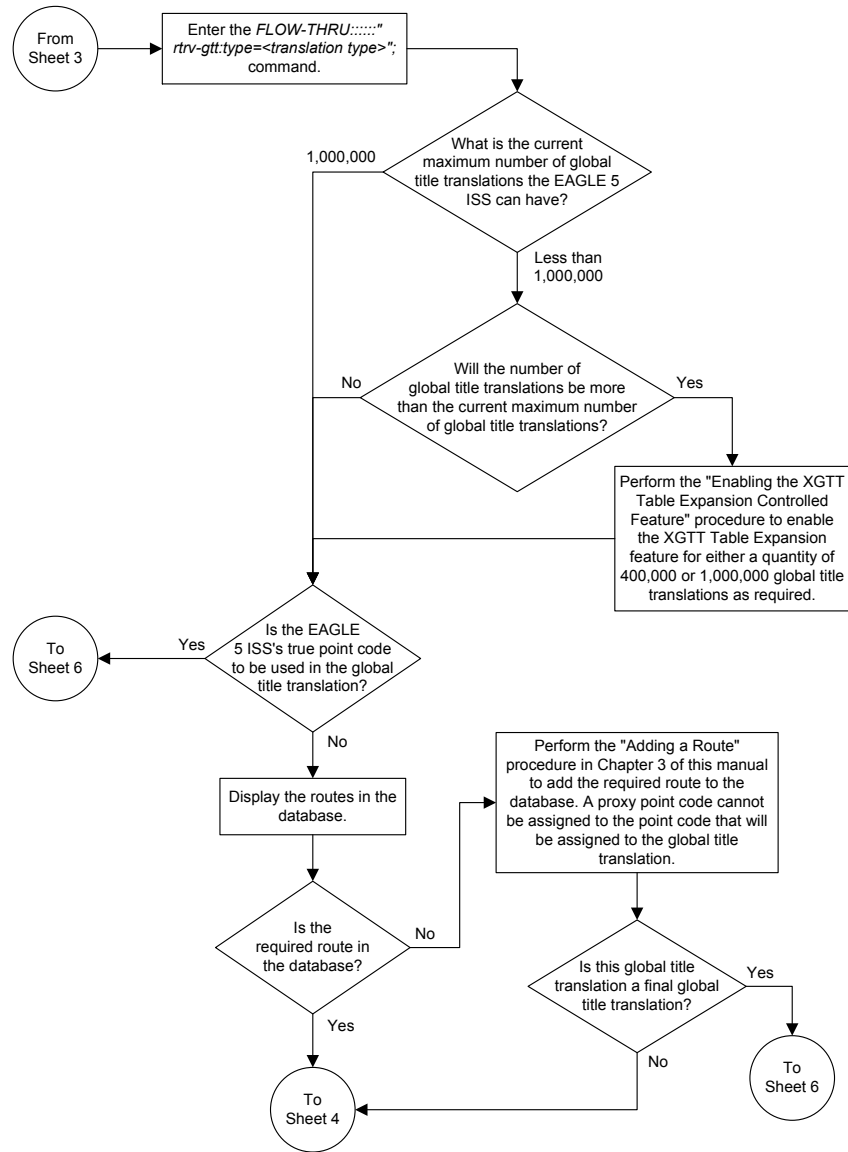 From
Sheet 3
Enter the FLOW-THRU::::::"
rtrv-gtt:type=<translation type>";
command.
What is the current
maximum number of global
title translations the EAGLE 5
ISS can have?
1,000,000
Less than
1,000,000
Will the number of
global title translations be more
than the current maximum number
of global title translations?
No
Yes
Perform the "Enabling the XGTT
Table Expansion Controlled
Feature" procedure to enable
the XGTT Table Expansion
feature for either a quantity of
400,000 or 1,000,000 global title
translations as required.
Is the EAGLE
5 ISS's true point code
to be used in the global
title translation?
Yes
To
Sheet 6
No
Display the routes in the
database.
Perform the "Adding a Route"
procedure in Chapter 3 of this manual
to add the required route to the
database. A proxy point code cannot
be assigned to the point code that will
be assigned to the global title
translation.
Is the
required route in
the database?
No
Yes
Is this global title
translation a final global
title translation?
Yes
No
To
Sheet 6
To
Sheet 4